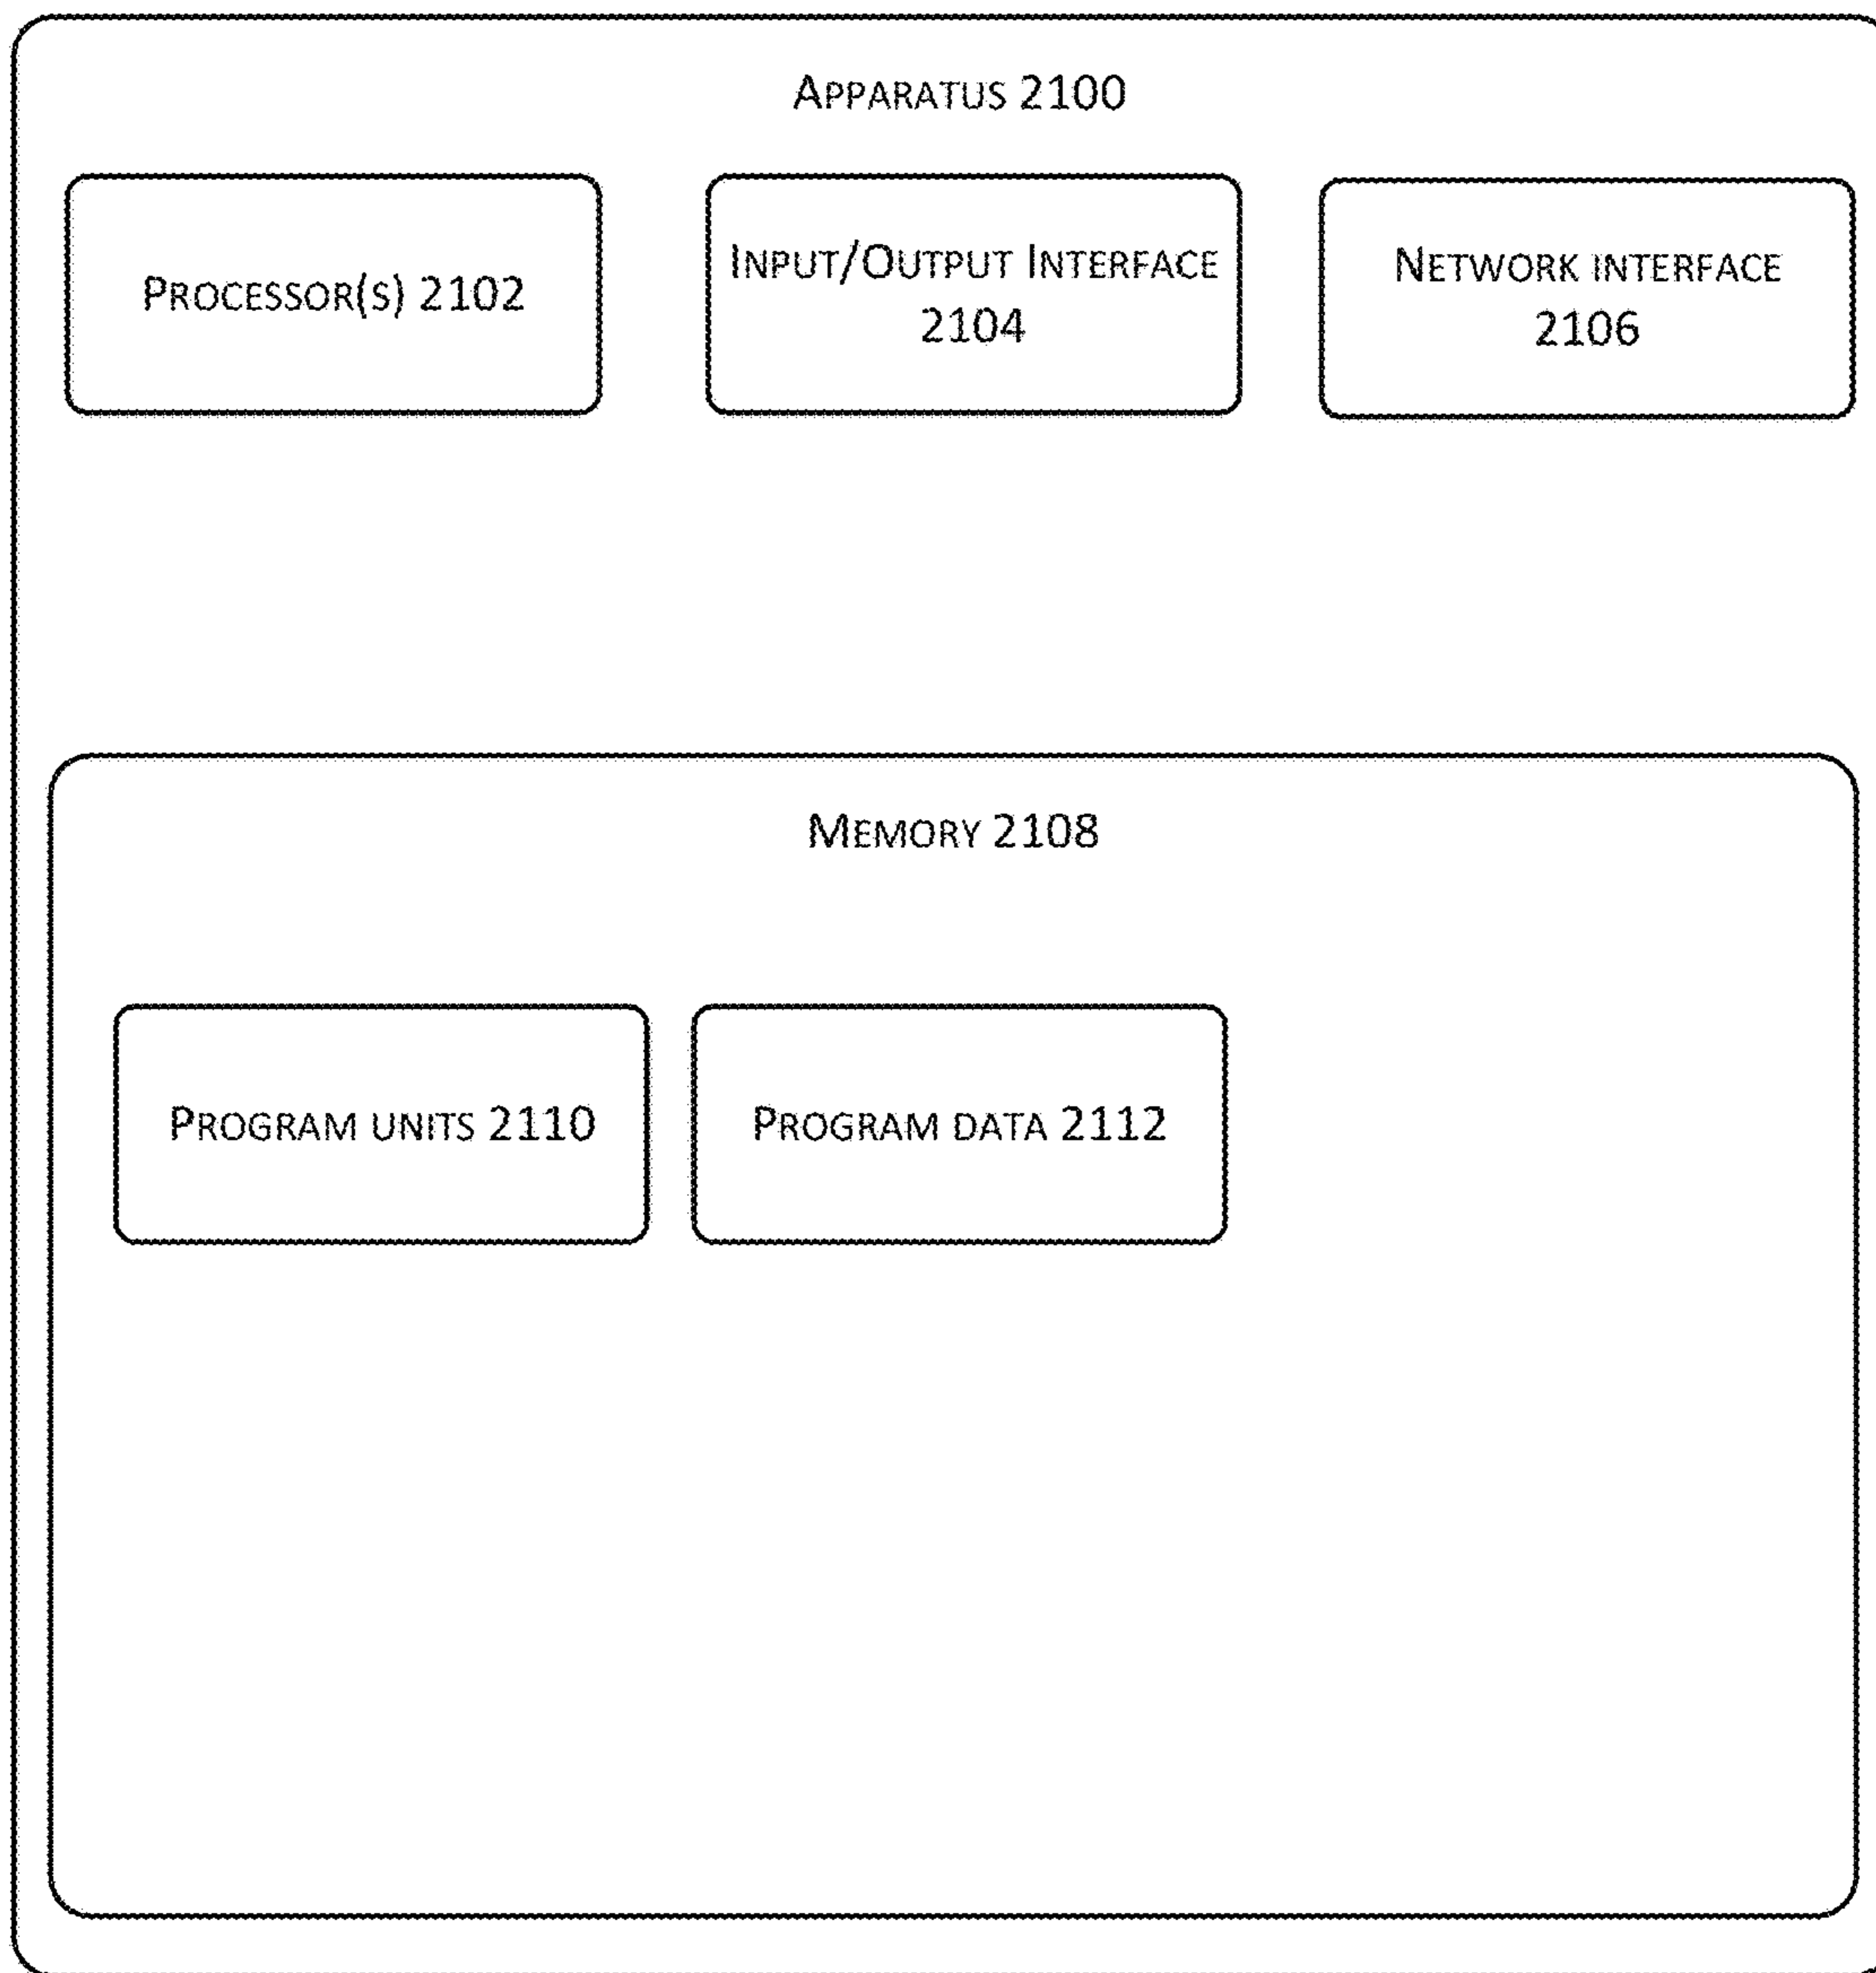 APPARATUS 2100
PROCESSOR(S) 2102
INPUT/OUTPUT INTERFACE
2104
NETWORK INTERFACE
2106
MEMORY 2108
PROGRAM UNITS 2110
PROGRAM DATA 2112